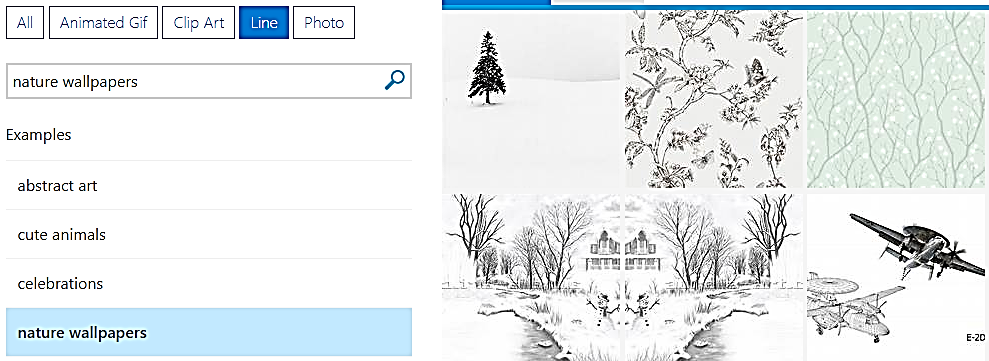 All
Animated Gif
Clip Art
Line
Photo
nature wallpapers
Examples
abstract art
cute animals
celebrations
nature wallpapers
E-2D